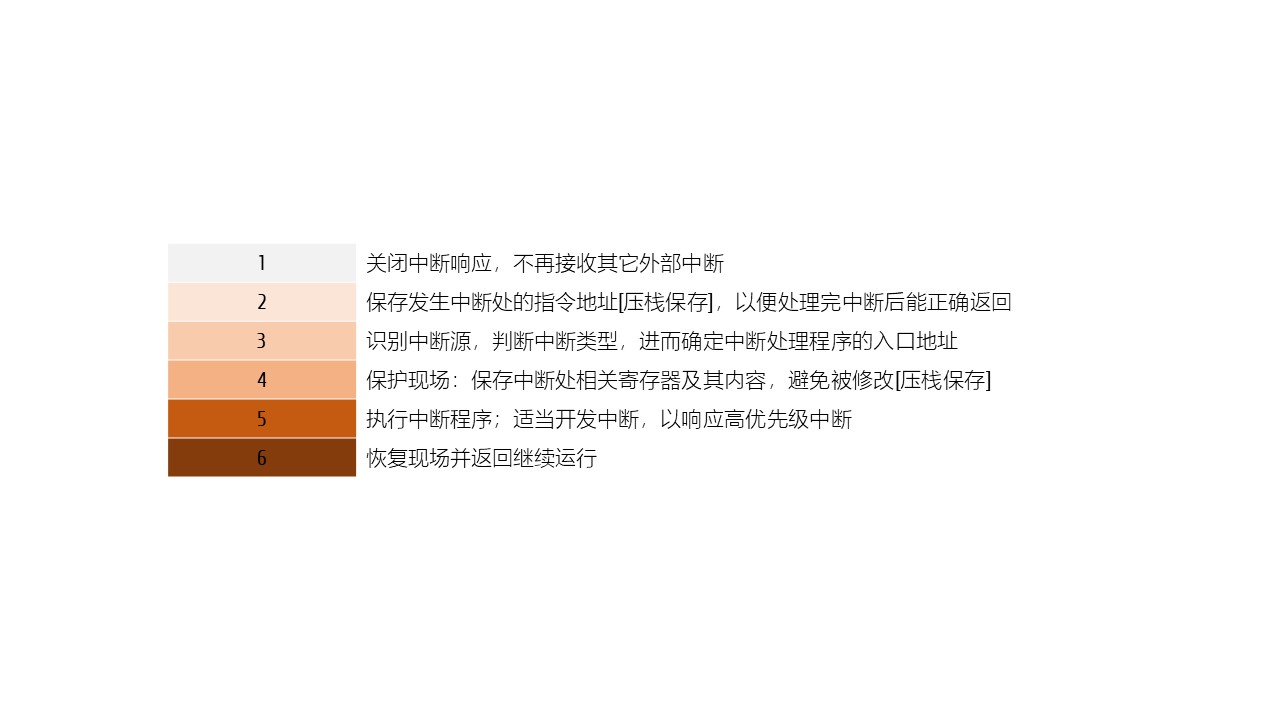 1 关闭中断响应，不再接收其它外部中断
2 保存发生中断处的指令地址[压栈保存]，以便处理完中断后能正确返回
3 识别中断源，判断中断类型，进而确定中断处理程序的入口地址
4 保护现场：保存中断处相关寄存器及其内容，避免被修改[压栈保存]
5 执行中断程序；适当开发中断，以响应高优先级中断
6 恢复现场并返回继续运行